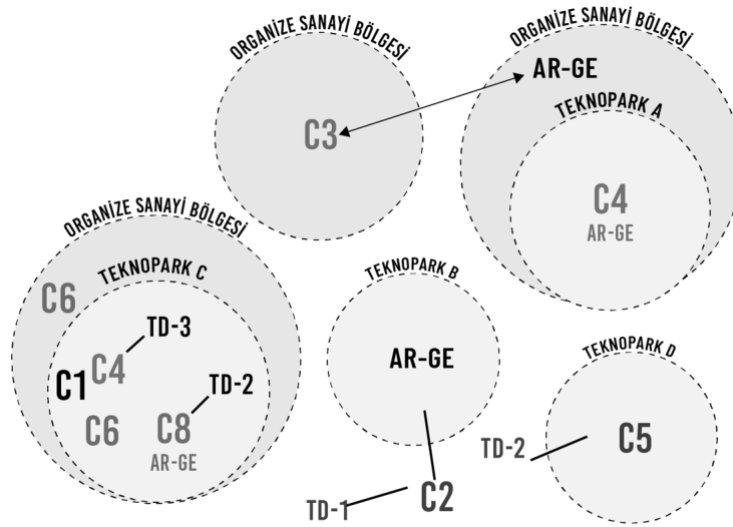 ORGANİZE SANAYİ BÖLGESİ
C3
ORGANİZE SANAYİ BÖLGESİ
AR-GE
TEKNOPARK A
C4
AR-GE
ORGANİZE SANAYİ BÖLGESİ
C6
TEKNOPARK C
TD-3
C1
C4
TD-2
C6
C8
AR-GE
TEKNOPARK B
AR-GE
C2
TD-1
TEKNOPARK D
C5
TD-2